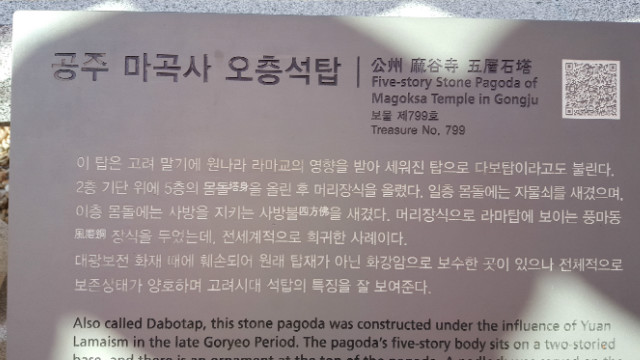 공주 마곡사 오층석탑
公州 麻谷寺 五層石塔
Five-story Stone Pagoda of
Magoksa Temple in Gongju
보물 제799호
Treasure No. 799
이 탑은 고려 말기에 원나라 라마교의 영향을 받아 세워진 탑으로 다보탑이라고도 불린다.
2층 기단 위에 5층의 몸돌塔身을 올린 후 머리장식을 올렸다. 일층 몸돌에는 자물쇠를 새겼으며,
이층 몸돌에는 사방을 지키는 사방불四方佛을 새겼다. 머리장식으로 라마탑에 보이는 풍마동
風磨銅 장식을 두었는데, 전세계적으로 희귀한 사례이다.
대광보전 화재 때에 훼손되어 원래 탑재가 아닌 화강암으로 보수한 곳이 있으나 전체적으로
보존상태가 양호하며 고려시대 석탑의 특징을 잘 보여준다.
Also called Dabotap, this stone pagoda was constructed under the influence of Yuan
Lamaism in the late Goryeo Period. The pagoda's five-story body sits on a two-storied
base, and there is an ornament at the top of the pagoda. A